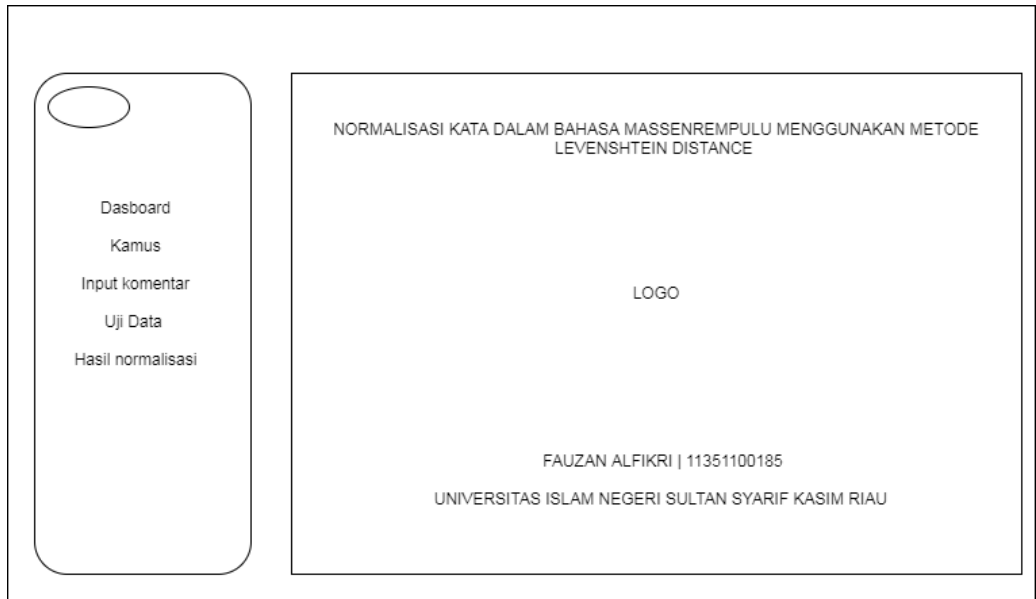 Dasboard
Kamus
Input komentar
Uji Data
Hasil normalisasi
NORMALISASI KATA DALAM BAHASA MASSENREMPULU MENGGUNAKAN METODE
LEVENSHTEIN DISTANCE
LOGO
FAUZAN ALFIKRI | 11351100185
UNIVERSITAS ISLAM NEGERI SULTAN SYARIF KASIM RIAU